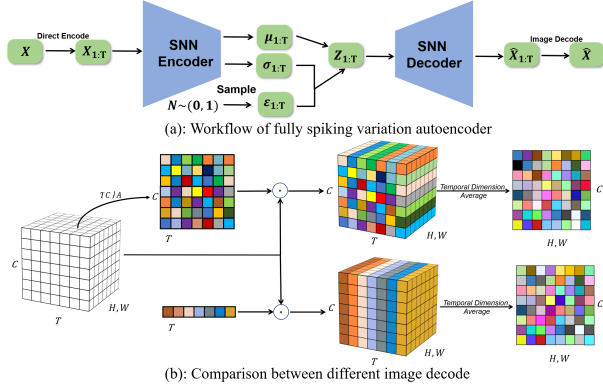 Direct Encode
Image Decode
X
X₁:T
SNN
Encoder
μ₁:T
σ₁:T
Sample
N~(0, 1)
ε₁:T
Z₁:T
SNN
Decoder
X̂₁:T
X̂
(a): Workflow of fully spiking variation autoencoder
TCJA
C
T
C
T
H,W
T
C
T
H,W
Temporal Dimension
Average
C
H,W
C
T
H,W
Temporal Dimension
Average
C
H,W
(b): Comparison between different image decode